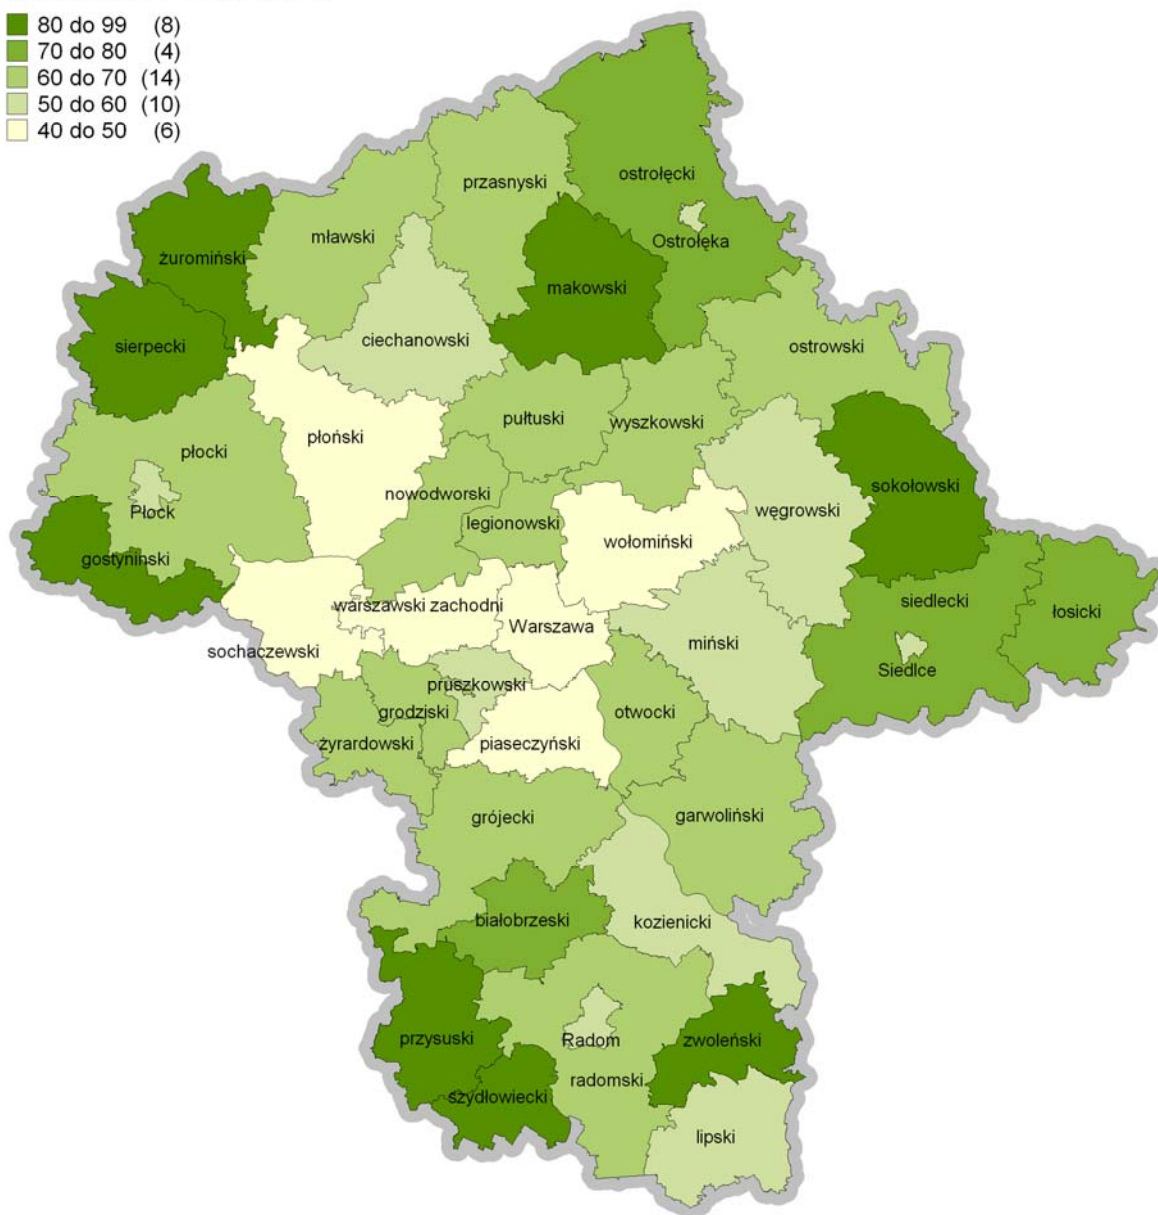 80 do 99 (8)
70 do 80 (4)
60 do 70 (14)
50 do 60 (10)
40 do 50 (6)
ostrołęcki
przasnyski
mławski
Ostrołęka
żuromiński
makowski
ciechanowski
sierpecki
ostrowski
pułtuski
wyszkowski
płoński
płocki
sokołowski
nowodworski
węgrowski
Płock
legionowski
wołomiński
gostyniński
siedlecki
warszawski zachodni
łosicki
Warszawa
miński
sochaczewski
Siedlce
pruszkowski
grodziski
otwocki
żyrardowski
piaseczyński
grójecki
garwoliński
białobrzeski
kozienicki
przysuski
Radom
zwoleński
radomski
szydłowiecki
lipski